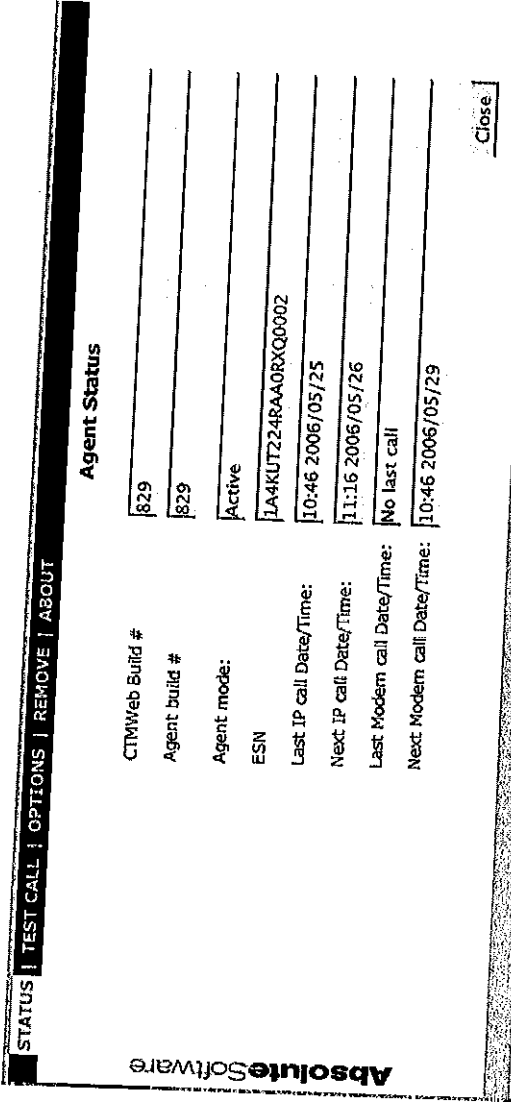 STATUS | TEST CALL | OPTIONS | REMOVE | ABOUT
AbsoluteSoftware
Agent Status
CTMWeb Build # 829
Agent build # 829
Agent mode: Active
ESN 1A4KUT224RAA0RXQ0002
Last IP call Date/Time: 10:46 2006/05/25
Next IP call Date/Time: 11:16 2006/05/26
Last Modem call Date/Time: No last call
Next Modem call Date/Time: 10:46 2006/05/29
Close